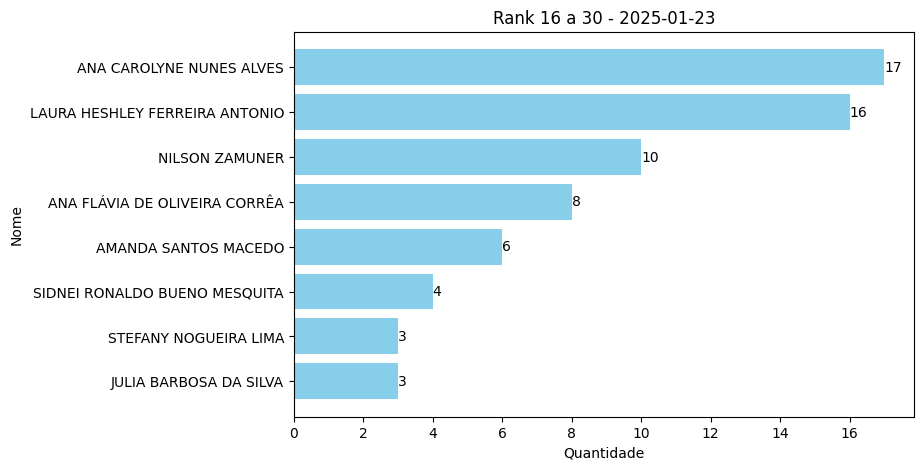 Rank 16 a 30 - 2025-01-23
Nome
ANA CAROLYNE NUNES ALVES 17
LAURA HESHLEY FERREIRA ANTONIO 16
NILSON ZAMUNER 10
ANA FLÁVIA DE OLIVEIRA CORRÊA 8
AMANDA SANTOS MACEDO 6
SIDNEI RONALDO BUENO MESQUITA 4
STEFANY NOGUEIRA LIMA 3
JULIA BARBOSA DA SILVA 3
0 2 4 6 8 10 12 14 16
Quantidade